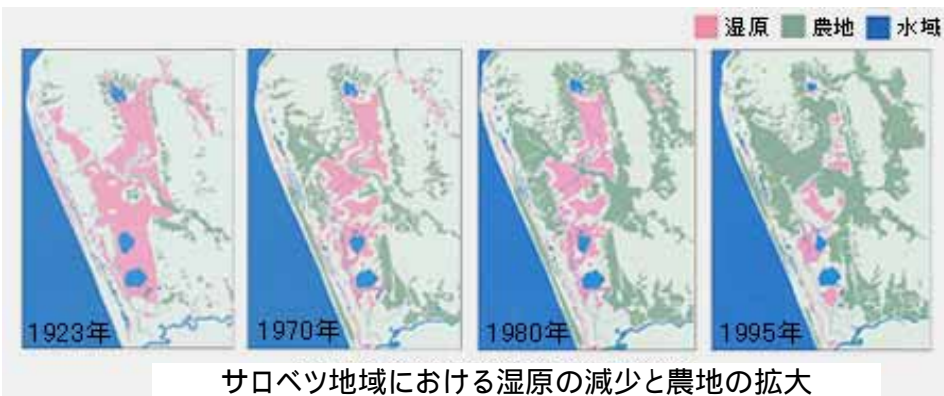 湿原 農地 水域
1923年
1970年
1980年
1995年
サロベツ地域における湿原の減少と農地の拡大